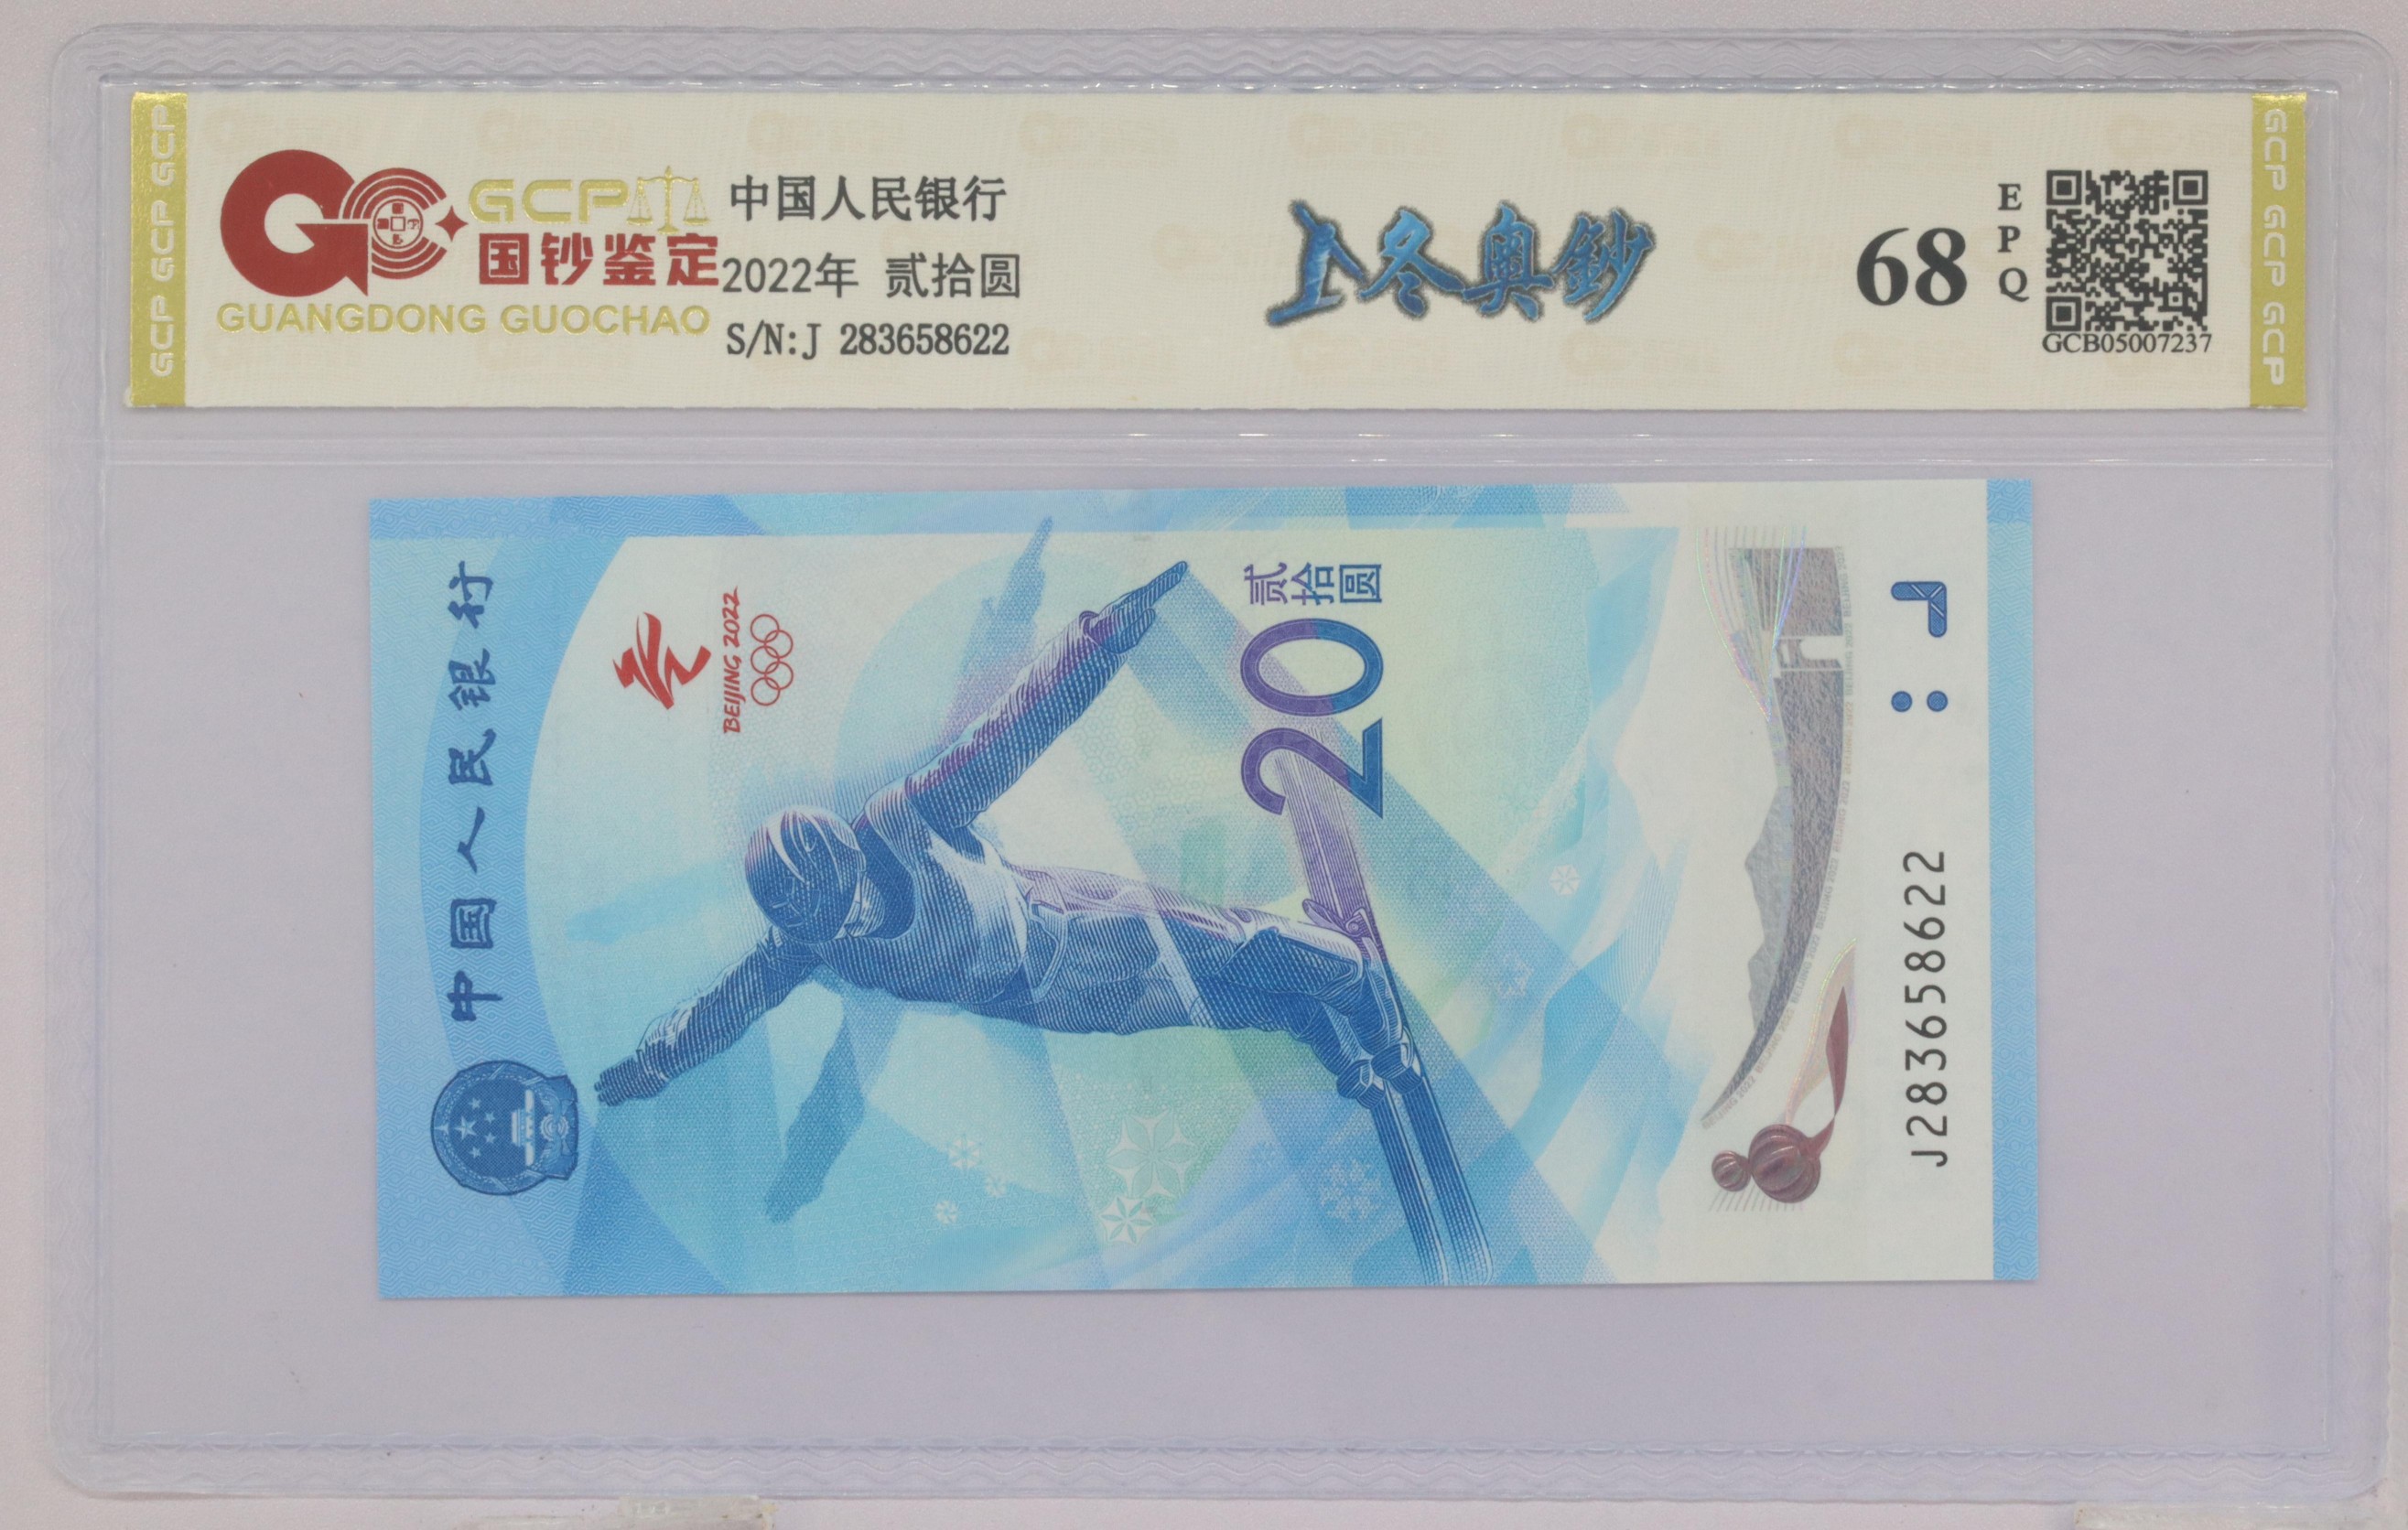 GCP GCP GCP
GCP
国钞鉴定
GUANGDONG GUOCHAO
中国人民银行
2022年 贰拾圆
S/N:J 283658622
冬奥鈔
68
EPQ
GCB05007237
GCP GCP GCP
中国人民银行
BEIJING 2022
贰拾圆
20
J283658622